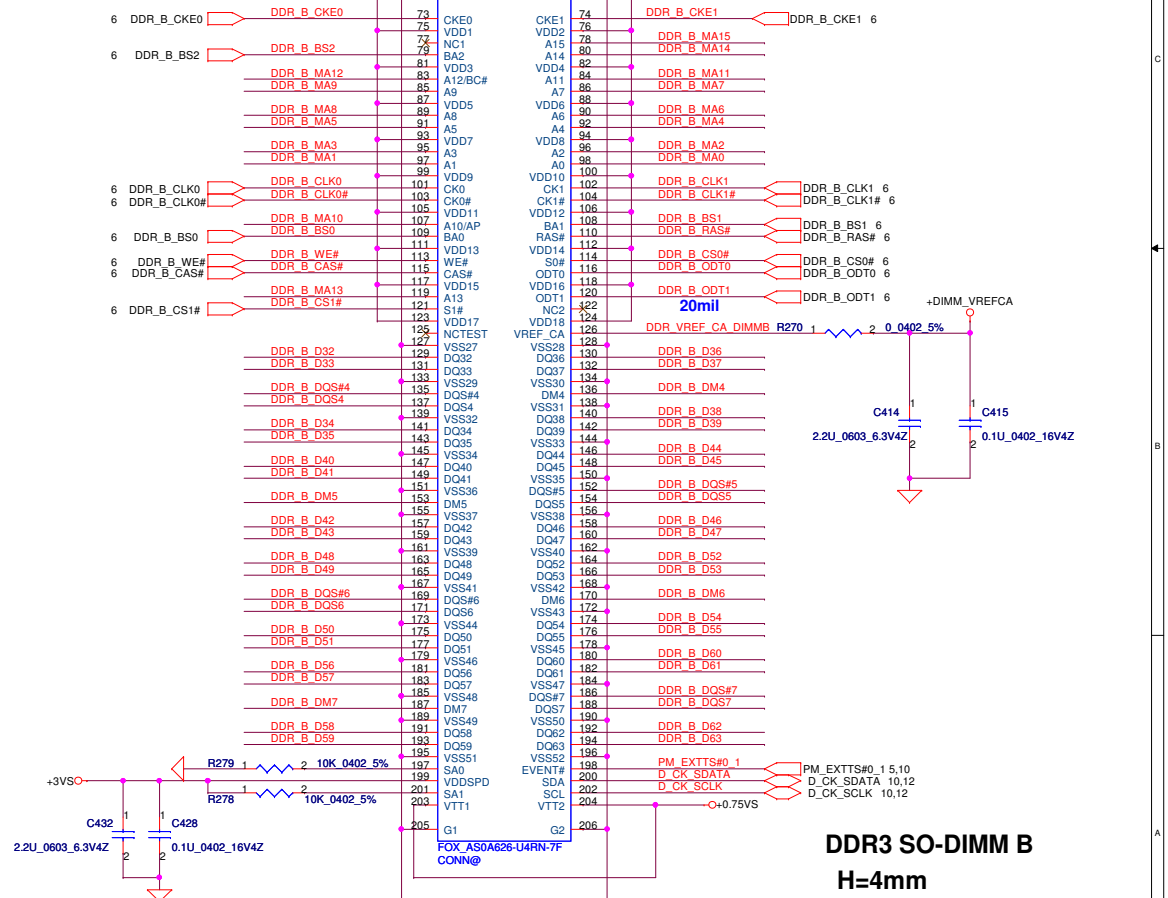 6 DDR_B_CKE0 DDR_B_CKE0 73 CKE0 CKE1 74 DDR_B_CKE1 DDR_B_CKE1 6
75 VDD1 VDD2 76
77 NC1 A15 78 DDR_B_MA15
6 DDR_B_BS2 DDR_B_BS2 79 BA2 A14 80 DDR_B_MA14
81 VDD3 VDD4 82
DDR_B_MA12 83 A12/BC# A11 84 DDR_B_MA11
DDR_B_MA9 85 A9 A7 86 DDR_B_MA7
87 VDD5 VDD6 88
DDR_B_MA8 89 A8 A6 90 DDR_B_MA6
DDR_B_MA5 91 A5 A4 92 DDR_B_MA4
93 VDD7 VDD8 94
DDR_B_MA3 95 A3 A2 96 DDR_B_MA2
DDR_B_MA1 97 A1 A0 98 DDR_B_MA0
99 VDD9 VDD10 100
6 DDR_B_CLK0 DDR_B_CLK0 101 CK0 CK1 102 DDR_B_CLK1 DDR_B_CLK1 6
6 DDR_B_CLK0# DDR_B_CLK0# 103 CK0# CK1# 104 DDR_B_CLK1# DDR_B_CLK1# 6
105 VDD11 VDD12 106
DDR_B_MA10 107 A10/AP BA1 108 DDR_B_BS1 DDR_B_BS1 6
6 DDR_B_BS0 DDR_B_BS0 109 BA0 RAS# 110 DDR_B_RAS# DDR_B_RAS# 6
111 VDD13 VDD14 112
6 DDR_B_WE# DDR_B_WE# 113 WE# S0# 114 DDR_B_CS0# DDR_B_CS0# 6
6 DDR_B_CAS# DDR_B_CAS# 115 CAS# ODT0 116 DDR_B_ODT0 DDR_B_ODT0 6
117 VDD15 VDD16 118
DDR_B_MA13 119 A13 ODT1 120 DDR_B_ODT1 DDR_B_ODT1 6
6 DDR_B_CS1# DDR_B_CS1# 121 S1# NC2 122 20mil +DIMM_VREFCA
123 VDD17 VDD18 124
125 NCTEST VREF_CA 126 DDR_VREF_CA_DIMMB R270 1 2 0_0402_5%
127 VSS27 VSS28 128
DDR_B_D32 129 DQ32 DQ36 130 DDR_B_D36
DDR_B_D33 131 DQ33 DQ37 132 DDR_B_D37
133 VSS29 VSS30 134
DDR_B_DQS#4 135 DQS#4 DM4 136 DDR_B_DM4
DDR_B_DQS4 137 DQS4 VSS31 138
139 VSS32 DQ38 140 DDR_B_D38
DDR_B_D34 141 DQ34 DQ39 142 DDR_B_D39
DDR_B_D35 143 DQ35 VSS33 144
145 VSS34 DQ44 146 DDR_B_D44
DDR_B_D40 147 DQ40 DQ45 148 DDR_B_D45
DDR_B_D41 149 DQ41 VSS35 150
151 VSS36 DQS#5 152 DDR_B_DQS#5
DDR_B_DM5 153 DM5 DQS5 154 DDR_B_DQS5
155 VSS37 VSS38 156
DDR_B_D42 157 DQ42 DQ46 158 DDR_B_D46
DDR_B_D43 159 DQ43 DQ47 160 DDR_B_D47
161 VSS39 VSS40 162
DDR_B_D48 163 DQ48 DQ52 164 DDR_B_D52
DDR_B_D49 165 DQ49 DQ53 166 DDR_B_D53
167 VSS41 VSS42 168
DDR_B_DQS#6 169 DQS#6 DM6 170 DDR_B_DM6
DDR_B_DQS6 171 DQS6 VSS43 172
173 VSS44 DQ54 174 DDR_B_D54
DDR_B_D50 175 DQ50 DQ55 176 DDR_B_D55
DDR_B_D51 177 DQ51 VSS45 178
179 VSS46 DQ60 180 DDR_B_D60
DDR_B_D56 181 DQ56 DQ61 182 DDR_B_D61
DDR_B_D57 183 DQ57 VSS47 184
185 VSS48 DQS#7 186 DDR_B_DQS#7
DDR_B_DM7 187 DM7 DQS7 188 DDR_B_DQS7
189 VSS49 VSS50 190
DDR_B_D58 191 DQ58 DQ62 192 DDR_B_D62
DDR_B_D59 193 DQ59 DQ63 194 DDR_B_D63
195 VSS51 VSS52 196
R279 1 2 10K_0402_5% 197 SA0 EVENT# 198 PM_EXTTS#0_1 PM_EXTTS#0_1 5,10
+3VS 199 VDDSPD SDA 200 D_CK_SDATA D_CK_SDATA 10,12
R278 1 2 10K_0402_5% 201 SA1 SCL 202 D_CK_SCLK D_CK_SCLK 10,12
203 VTT1 VTT2 204 +0.75VS
205 G1 G2 206
FOX_AS0A626-U4RN-7F
CONN@
1 1
C414 C415
2.2U_0603_6.3V4Z 0.1U_0402_16V4Z
2 2
1 1
C432 C428
2.2U_0603_6.3V4Z 0.1U_0402_16V4Z
2 2
DDR3 SO-DIMM B
H=4mm
C
B
A